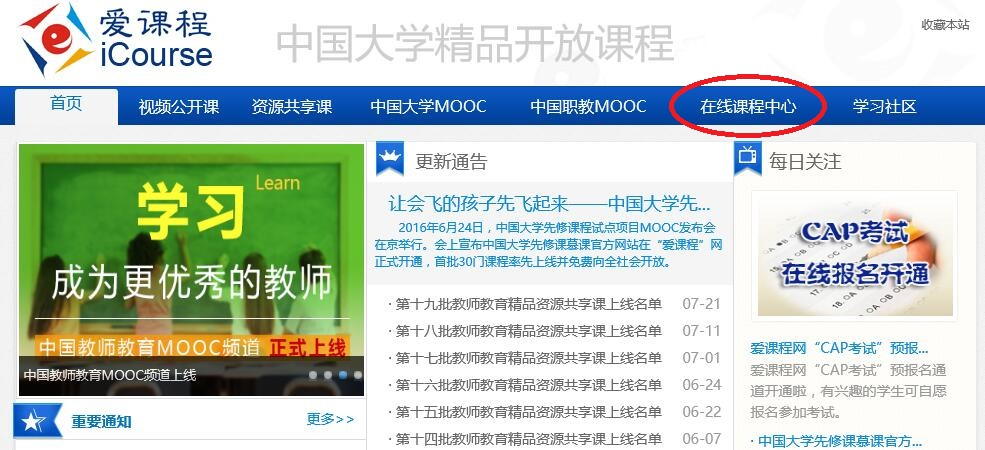 爱课程
iCourse
中国大学精品开放课程
收藏本站
首页 视频公开课 资源共享课 中国大学MOOC 中国职教MOOC 在线课程中心 学习社区
学习 Learn
成为更优秀的教师
中国教师教育MOOC频道 正式上线
中国教师教育MOOC频道上线
重要通知 更多>>
更新通告
让会飞的孩子先飞起来——中国大学先...
2016年6月24日，中国大学先修课程试点项目MOOC发布会
在京举行。会上宣布中国大学先修课慕课官方网站在“爱课程”网
正式开通，首批30门课程率先上线并免费向全社会开放。
· 第十九批教师教育精品资源共享课上线名单 07-21
· 第十八批教师教育精品资源共享课上线名单 07-11
· 第十七批教师教育精品资源共享课上线名单 07-01
· 第十六批教师教育精品资源共享课上线名单 06-24
· 第十五批教师教育精品资源共享课上线名单 06-22
· 第十四批教师教育精品资源共享课上线名单 06-07
每日关注
CAP考试
在线报名开通
爱课程网“CAP考试”预报...
爱课程网“CAP考试”预报名通
道开通啦，有兴趣的学生可自愿
报名参加考试。
· 中国大学先修课慕课官方...